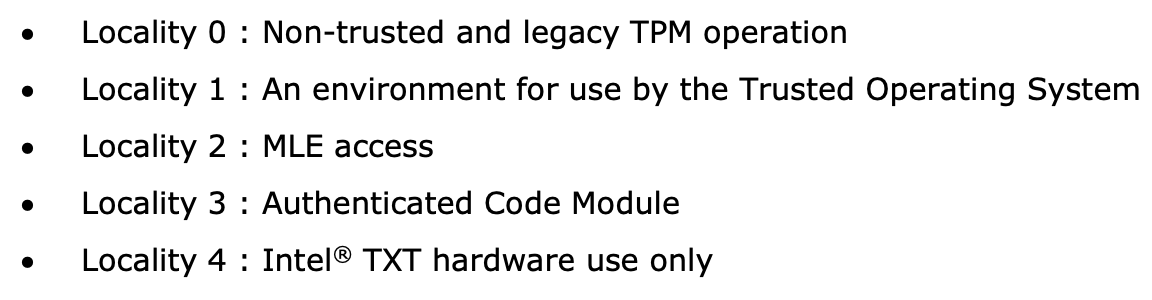 • Locality 0 : Non-trusted and legacy TPM operation
• Locality 1 : An environment for use by the Trusted Operating System
• Locality 2 : MLE access
• Locality 3 : Authenticated Code Module
• Locality 4 : Intel® TXT hardware use only